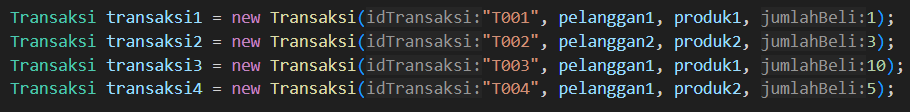 Transaksi transaksi1 = new Transaksi(idTransaksi:"T001", pelanggan1, produk1, jumlahBeli:1);
Transaksi transaksi2 = new Transaksi(idTransaksi:"T002", pelanggan2, produk2, jumlahBeli:3);
Transaksi transaksi3 = new Transaksi(idTransaksi:"T003", pelanggan1, produk1, jumlahBeli:10);
Transaksi transaksi4 = new Transaksi(idTransaksi:"T004", pelanggan1, produk2, jumlahBeli:5);